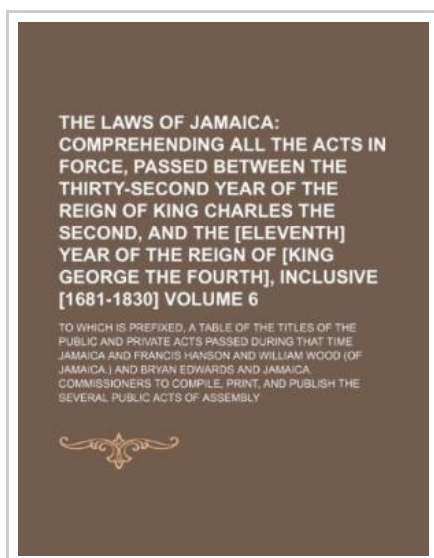 THE LAWS OF JAMAICA:
COMPREHENDING ALL THE ACTS IN
FORCE, PASSED BETWEEN THE
THIRTY-SECOND YEAR OF THE
REIGN OF KING CHARLES THE
SECOND, AND THE [ELEVENTH]
YEAR OF THE REIGN OF [KING
GEORGE THE FOURTH], INCLUSIVE
[1681-1830] VOLUME 6
TO WHICH IS PREFIXED, A TABLE OF THE TITLES OF THE
PUBLIC AND PRIVATE ACTS PASSED DURING THAT TIME
JAMAICA AND FRANCIS HANSON AND WILLIAM WOOD (OF
JAMAICA.) AND BRYAN EDWARDS AND JAMAICA.
COMMISSIONERS TO COMPILE, PRINT, AND PUBLISH THE
SEVERAL PUBLIC ACTS OF ASSEMBLY